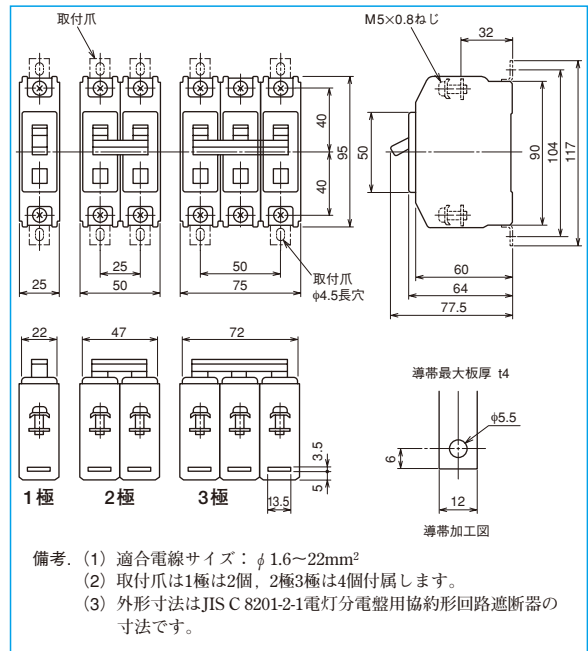 取付爪
M5×0.8ねじ
32
40
40
95
50
90
104
117
25
25
50
50
75
取付爪
φ4.5長穴
60
64
77.5
22
47
72
導帯最大板厚 t4
φ5.5
3.5
5
13.5
6
12
1極
2極
3極
導帯加工図
備考.(1) 適合電線サイズ:φ1.6~22mm²
(2) 取付爪は1極は2個,2極3極は4個付属します。
(3) 外形寸法はJIS C 8201-2-1電灯分電盤用協約形回路遮断器の
寸法です。